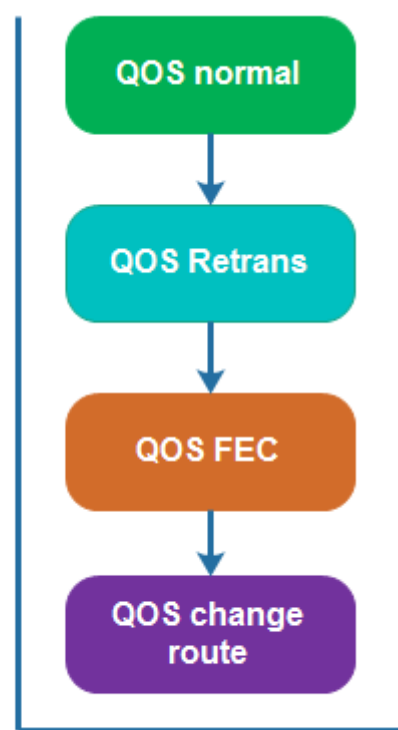 QOS normal
QOS Retrans
QOS FEC
QOS change
route